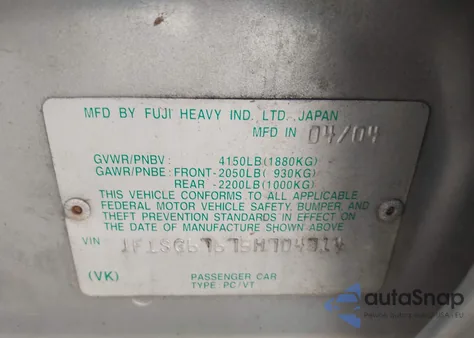 MFD BY FUJI HEAVY IND. LTD. JAPAN
MFD IN 04/04
GVWR/PNBV: 4150LB(1880KG)
GAWR/PNBE: FRONT-2050LB( 930KG)
REAR -2200LB(1000KG)
THIS VEHICLE CONFORMS TO ALL APPLICABLE
FEDERAL MOTOR VEHICLE SAFETY, BUMPER, AND
THEFT PREVENTION STANDARDS IN EFFECT ON THE
DATE OF MANUFACTURE SHOWN ABOVE
VIN
(VK) PASSENGER CAR
TYPE:PC/VT
autoSnap